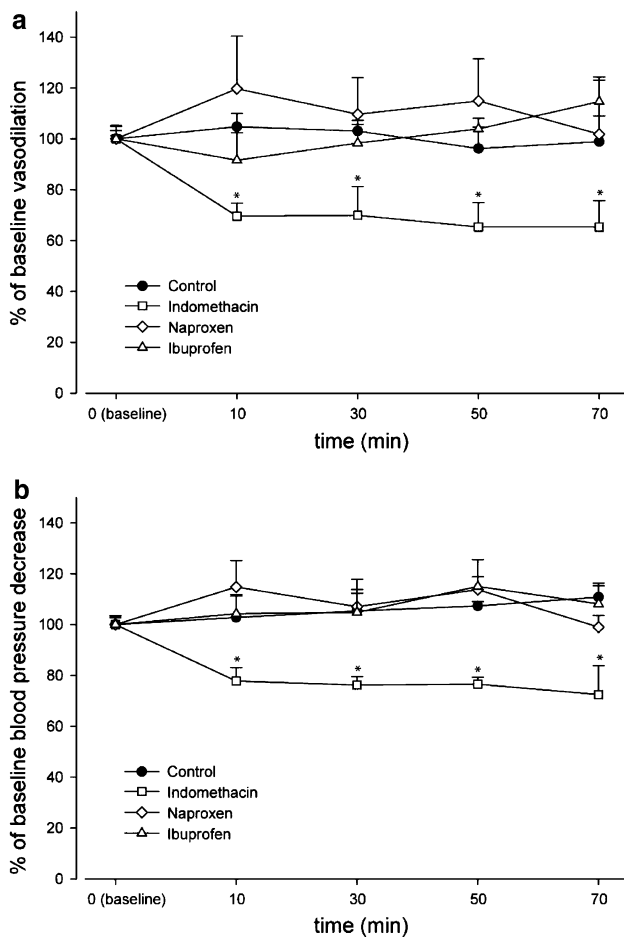 a
% of baseline vasodilation
140
120
100
80
60
40
20
0
* * * *
Control
Indomethacin
Naproxen
Ibuprofen
0 (baseline) 10 30 50 70
time (min)
b
% of baseline blood pressure decrease
140
120
100
80
60
40
20
0
* * * *
Control
Indomethacin
Naproxen
Ibuprofen
0 (baseline) 10 30 50 70
time (min)